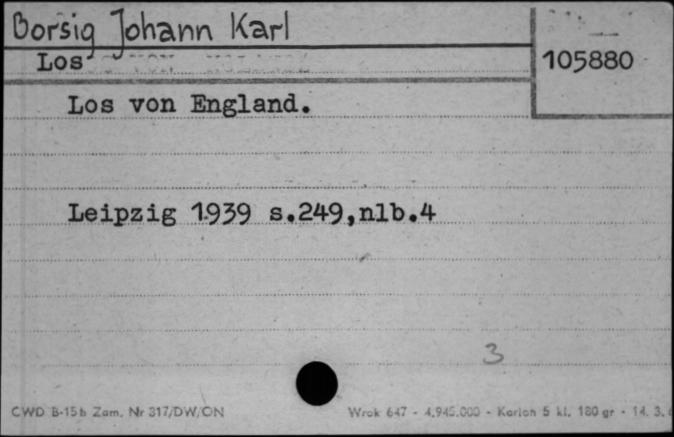 Borsig Johann Karl
Los
105880
Los von England.
Leipzig 1939 s.249,nlb.4
3
CWD B-15b Zam. Nr 317/DW/ON
Wrok 647 - 4.945.000 - Karton 5 kl. 180 gr - 14. 3.